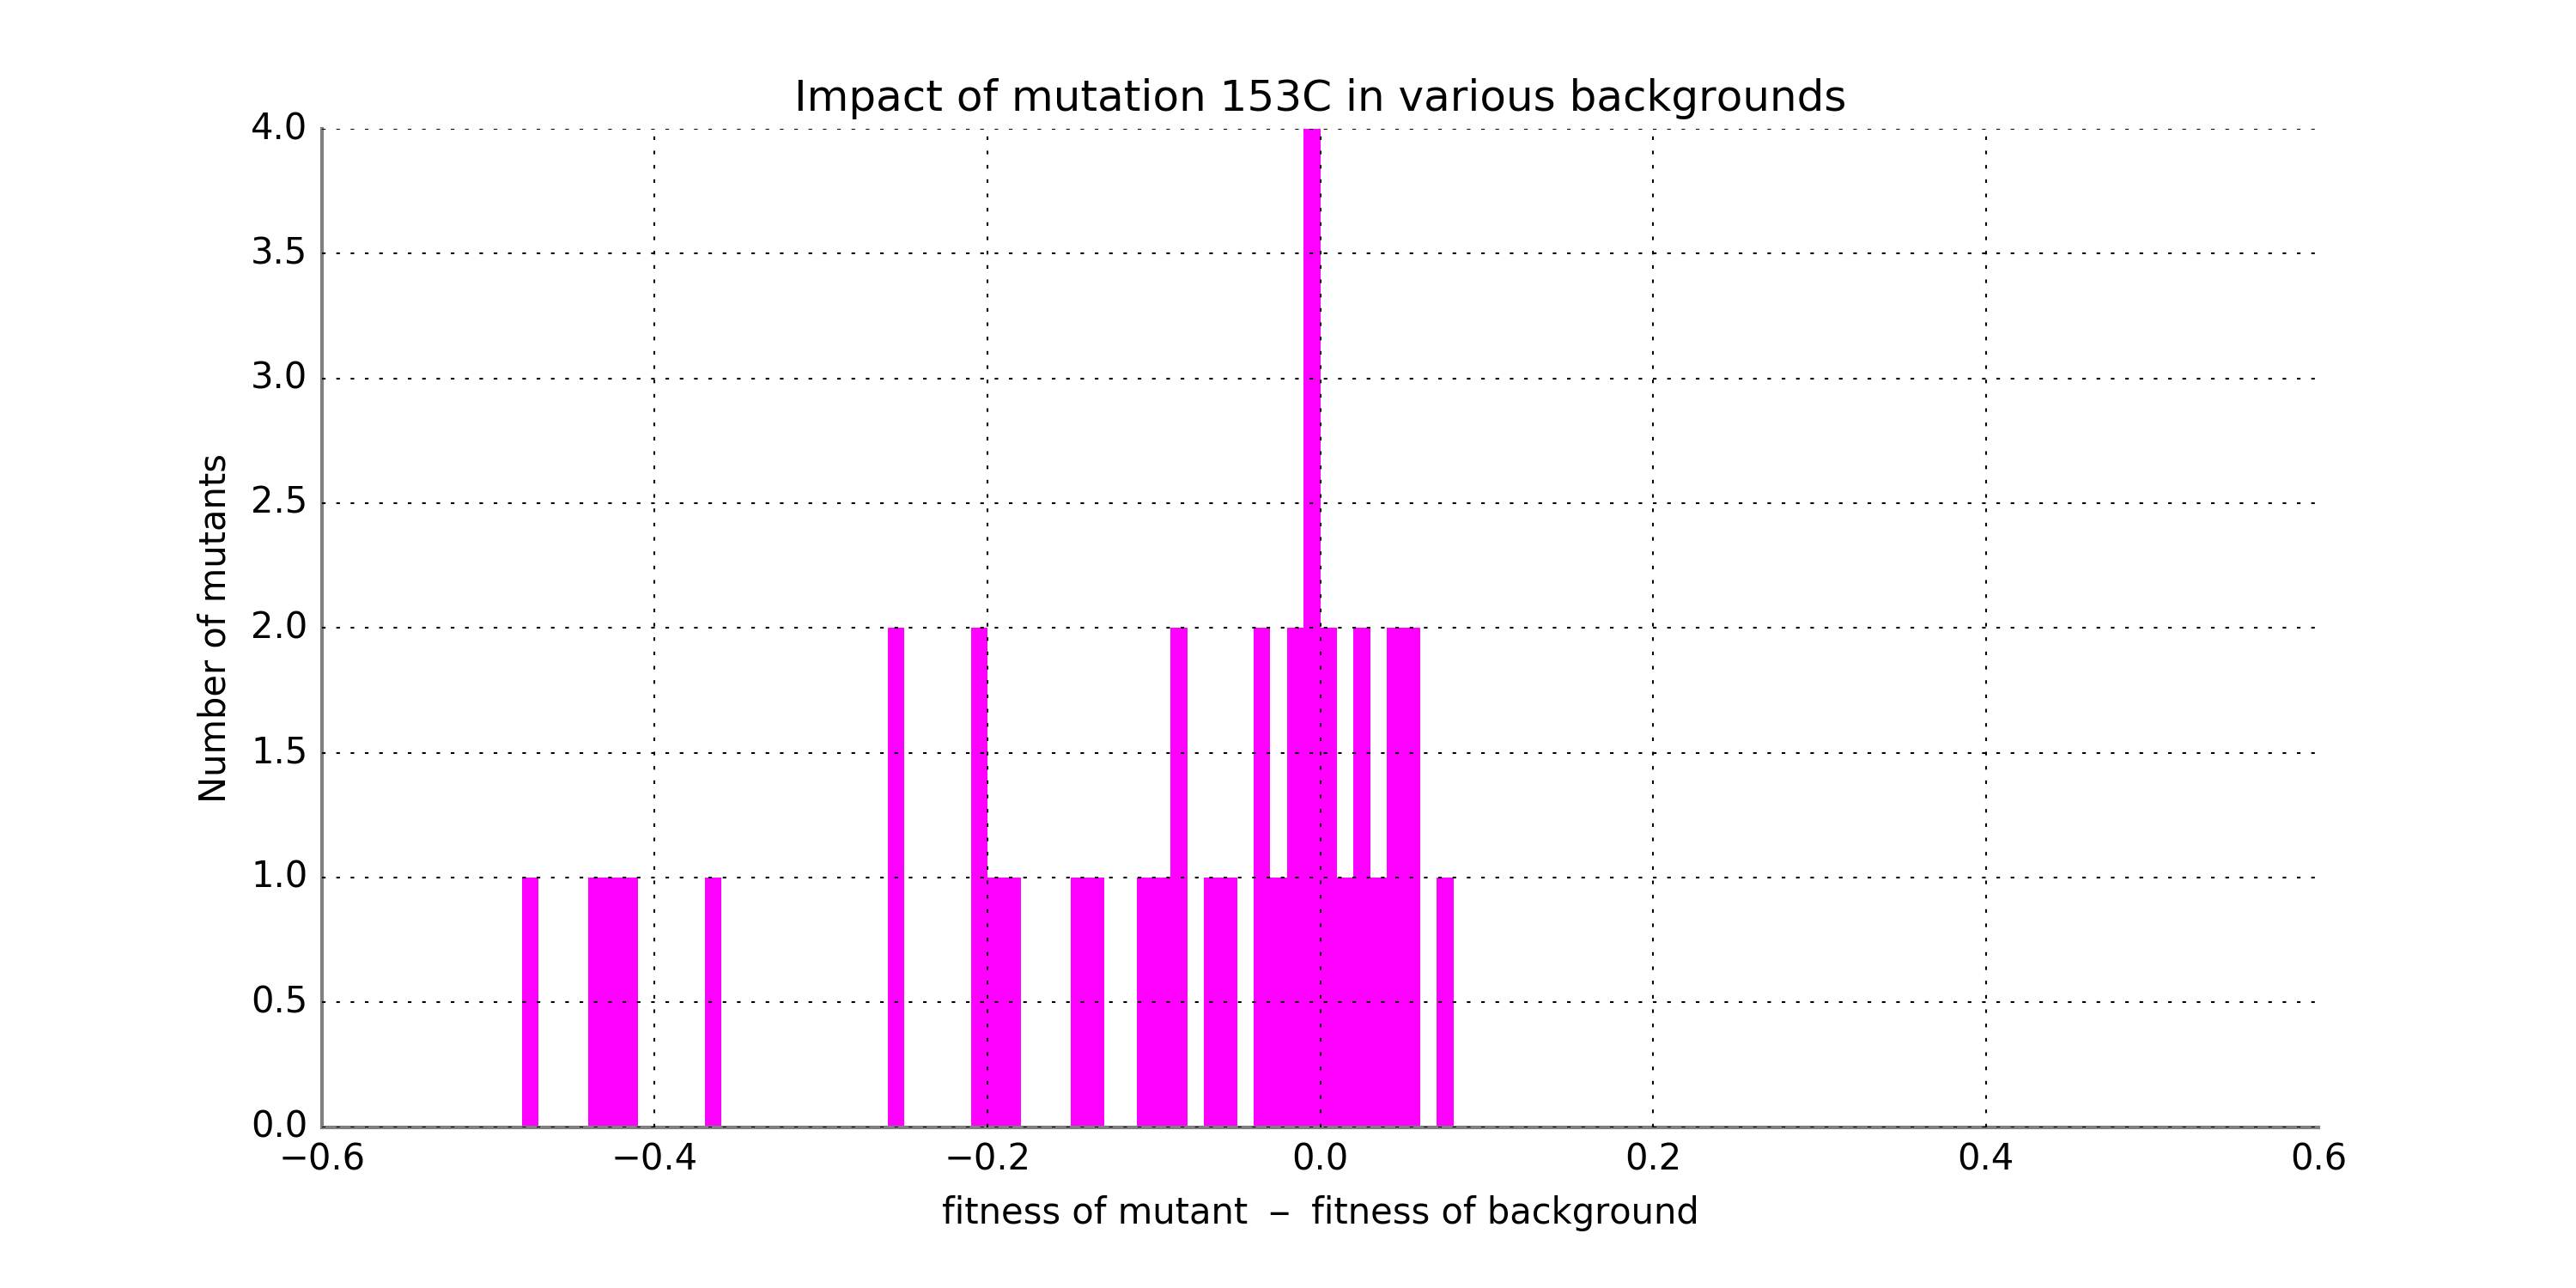 Impact of mutation 153C in various backgrounds
4.0
3.5
3.0
2.5
2.0
1.5
1.0
0.5
0.0
Number of mutants
−0.6 −0.4 −0.2 0.0 0.2 0.4 0.6
fitness of mutant − fitness of background